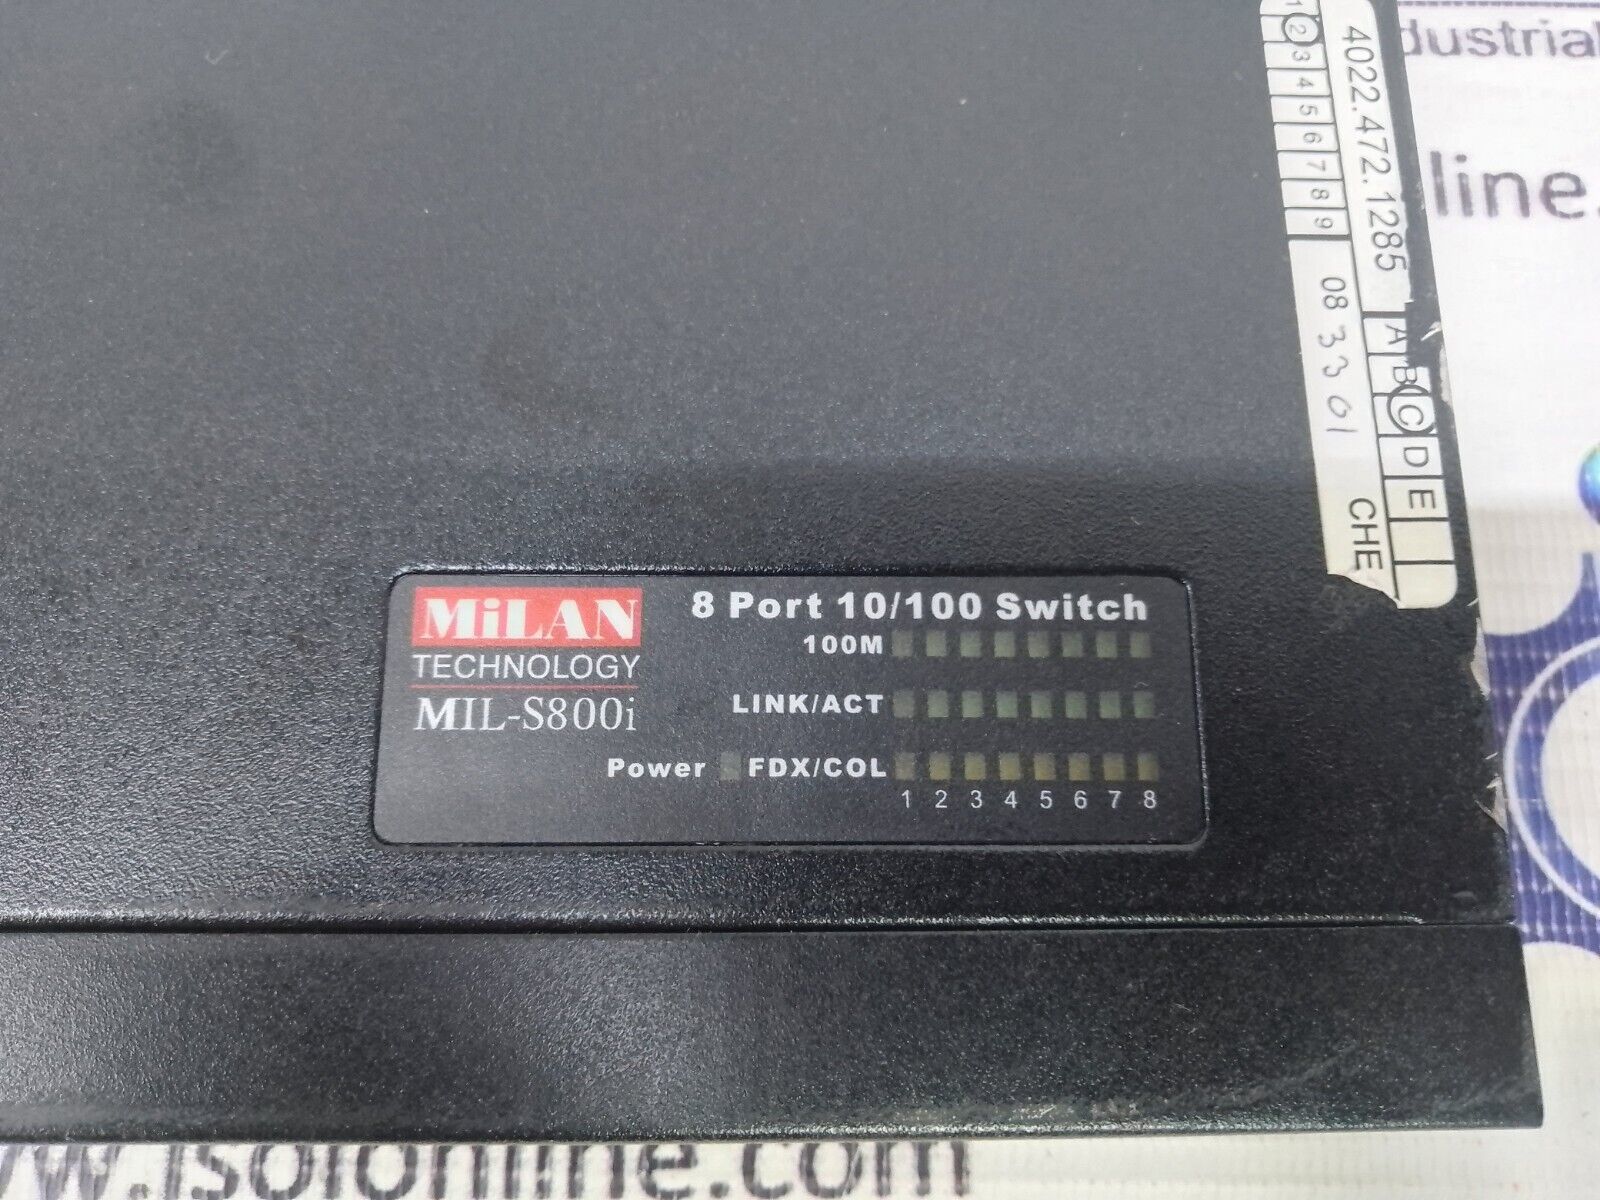 dustrial
line.
4022.472.1285 A B C D E
1 2 3 4 5 6 7 8 9 08 33 01 CHE
MiLAN
TECHNOLOGY
MIL-S800i
8 Port 10/100 Switch
100M
LINK/ACT
Power FDX/COL
1 2 3 4 5 6 7 8
www.isolonline.com